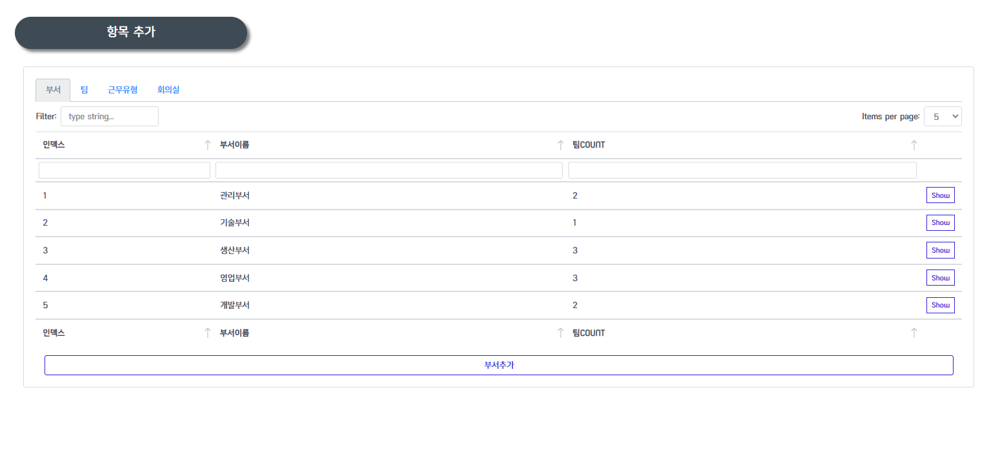 항목 추가
부서 팀 근무유형 회의실
Filter: type string... Items per page: 5
인덱스 부서이름 팀COUNT
1 관리부서 2 Show
2 기술부서 1 Show
3 생산부서 3 Show
4 영업부서 3 Show
5 개발부서 2 Show
인덱스 부서이름 팀COUNT
부서추가